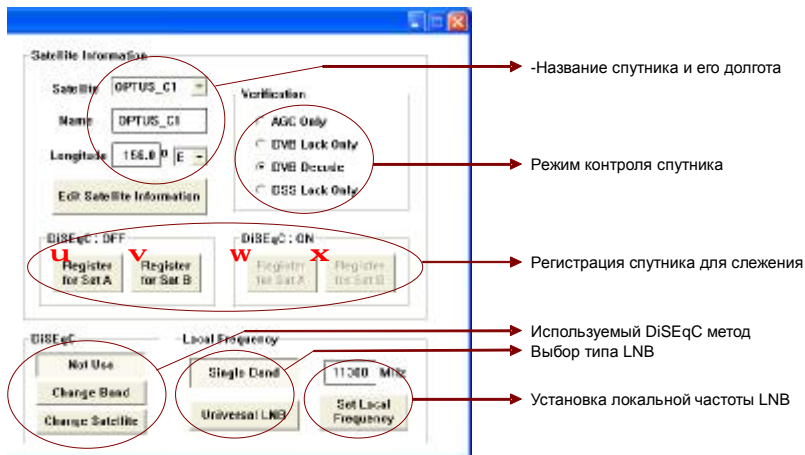 Satellite Information
Satellite OPTUS_C1
-Название спутника и его долгота
Verification
Name OPTUS_C1
AGC Only
DVB Lock Only
Longitude 156.0 0 E
DVB Decode
Режим контроля спутника
DSS Lock Only
Edit Satellite Information
DiSEqC : OFF
DiSEqC : ON
u v w x
Register for Sat A
Register for Sat B
Register for Sat A
Register for Sat B
Регистрация спутника для слежения
DiSEqC
Local Frequency
Используемый DiSEqC метод
Выбор типа LNB
Not Use
Single Band
11300 MHz
Change Band
Установка локальной частоты LNB
Change Satellite
Universal LNB
Set Local Frequency